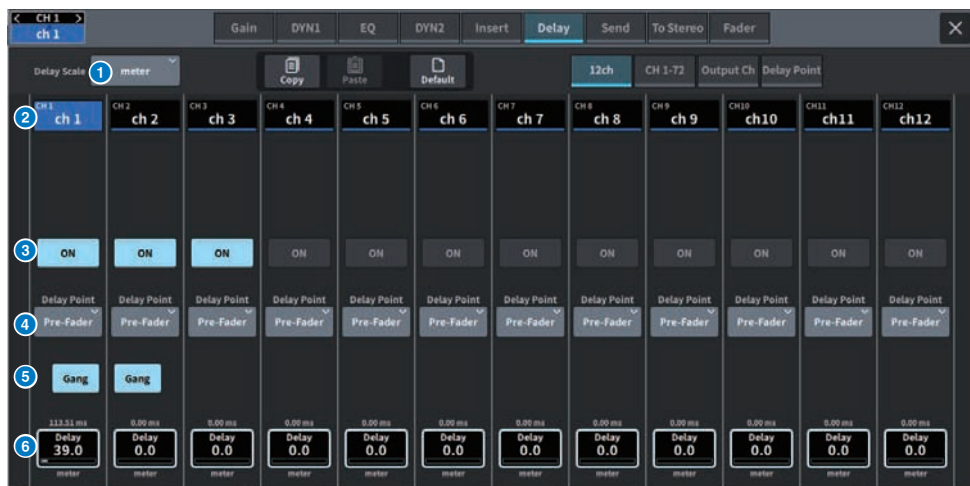 < CH 1 >
ch 1
Gain DYN1 EQ DYN2 Insert Delay Send To Stereo Fader
Delay Scale 1 meter Copy Paste Default 12ch CH 1-72 Output Ch Delay Point
2 CH 1 CH 2 CH 3 CH 4 CH 5 CH 6 CH 7 CH 8 CH 9 CH10 CH11 CH12
ch 1 ch 2 ch 3 ch 4 ch 5 ch 6 ch 7 ch 8 ch 9 ch10 ch11 ch12
3 ON ON ON ON ON ON ON ON ON ON ON ON
Delay Point Delay Point Delay Point Delay Point Delay Point Delay Point Delay Point Delay Point Delay Point Delay Point Delay Point Delay Point
4 Pre-Fader Pre-Fader Pre-Fader Pre-Fader Pre-Fader Pre-Fader Pre-Fader Pre-Fader Pre-Fader Pre-Fader Pre-Fader Pre-Fader
5 Gang Gang
113.51 ms 0.00 ms 0.00 ms 0.00 ms 0.00 ms 0.00 ms 0.00 ms 0.00 ms 0.00 ms 0.00 ms 0.00 ms 0.00 ms
Delay Delay Delay Delay Delay Delay Delay Delay Delay Delay Delay Delay
6 39.0 0.0 0.0 0.0 0.0 0.0 0.0 0.0 0.0 0.0 0.0 0.0
meter meter meter meter meter meter meter meter meter meter meter meter